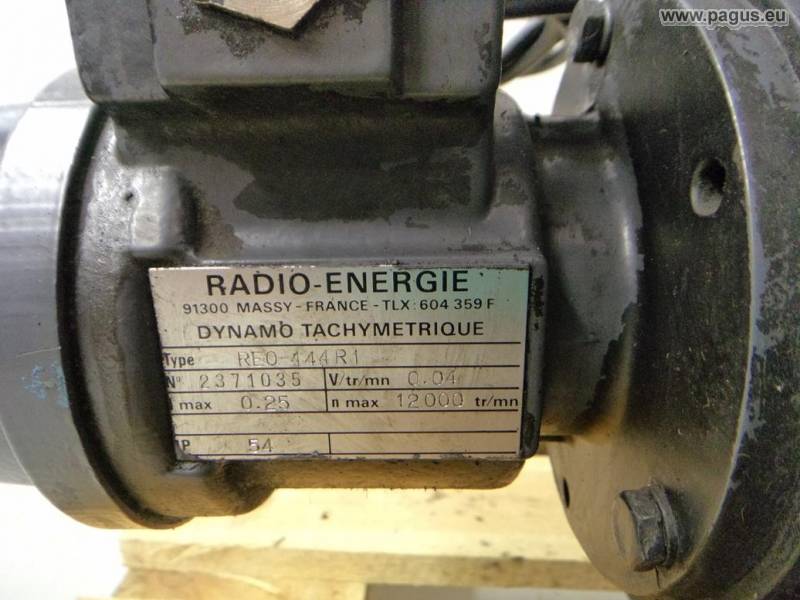 www.pagus.eu
RADIO-ENERGIE
91300 MASSY-FRANCE-TLX:604 359 F
DYNAMO TACHYMETRIQUE
Type REO 444R1
N° 2371035 V/tr/mn 0.04
max 0.25 n max 12000 tr/mn
54